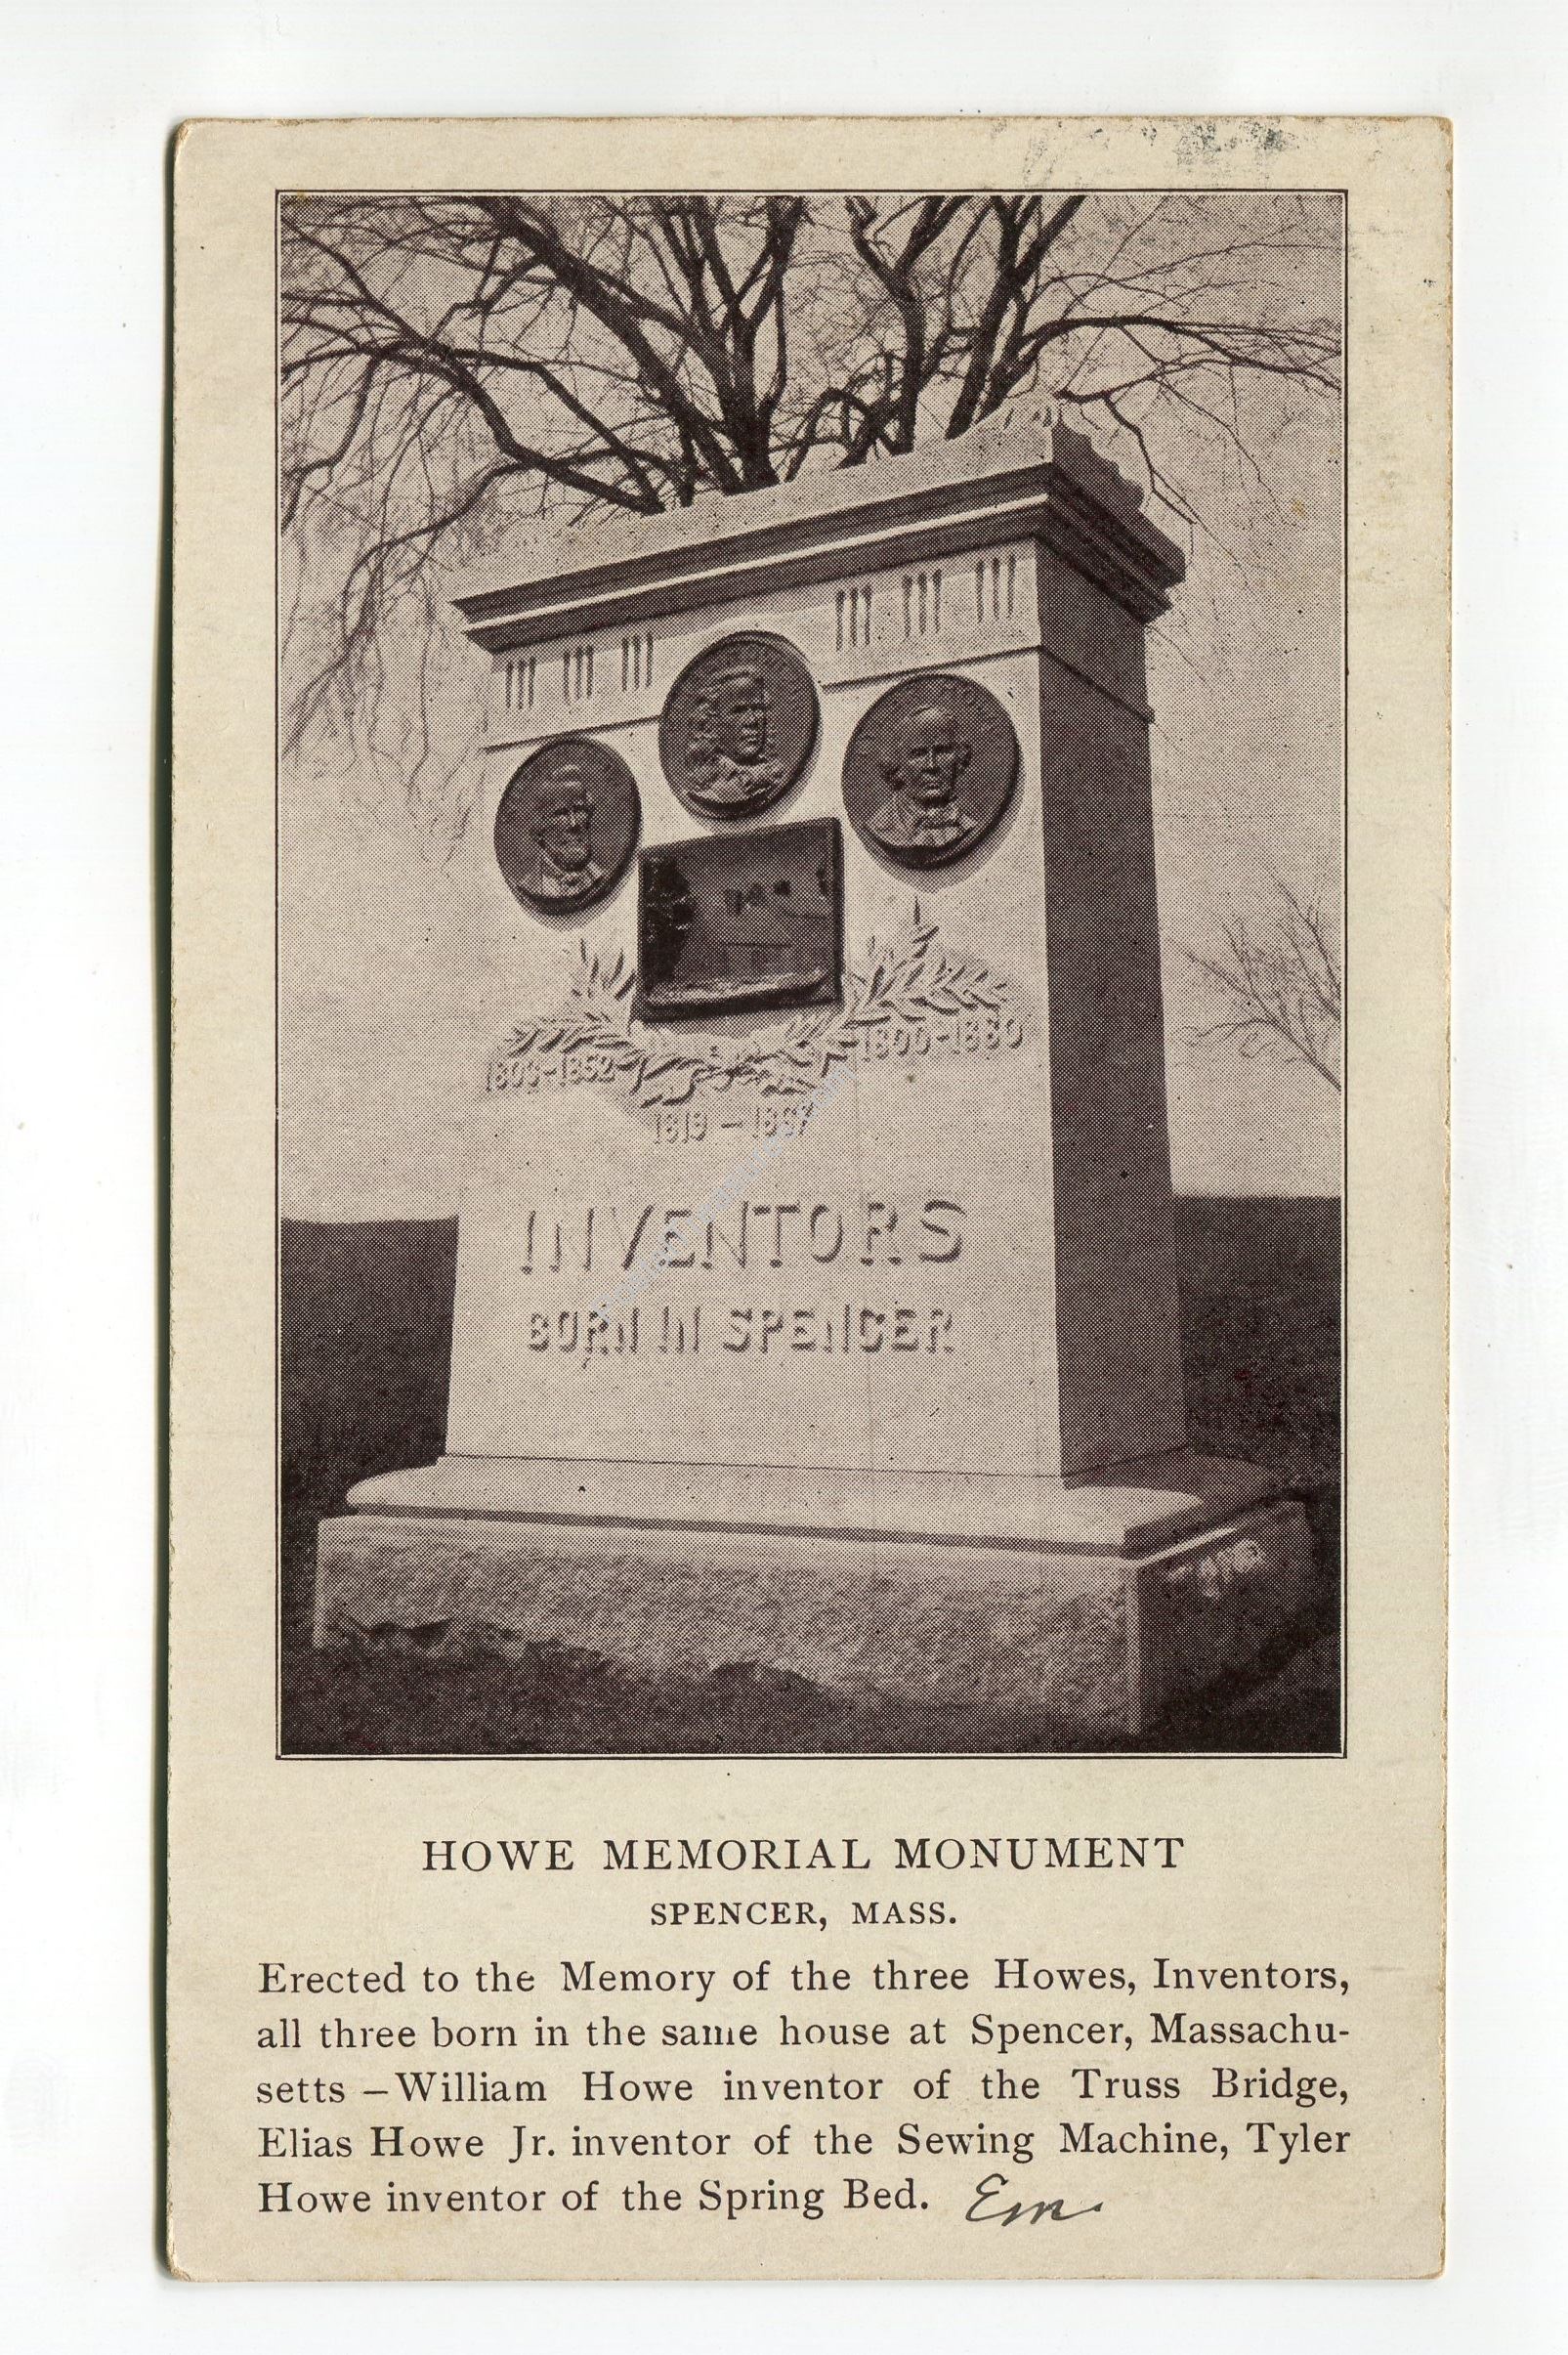 1803-1852
1800-1880
1819 - 1867
INVENTORS
BORN IN SPENCER
HOWE MEMORIAL MONUMENT
SPENCER, MASS.
Erected to the Memory of the three Howes, Inventors,
all three born in the same house at Spencer, Massachu-
setts –William Howe inventor of the Truss Bridge,
Elias Howe Jr. inventor of the Sewing Machine, Tyler
Howe inventor of the Spring Bed. Em.